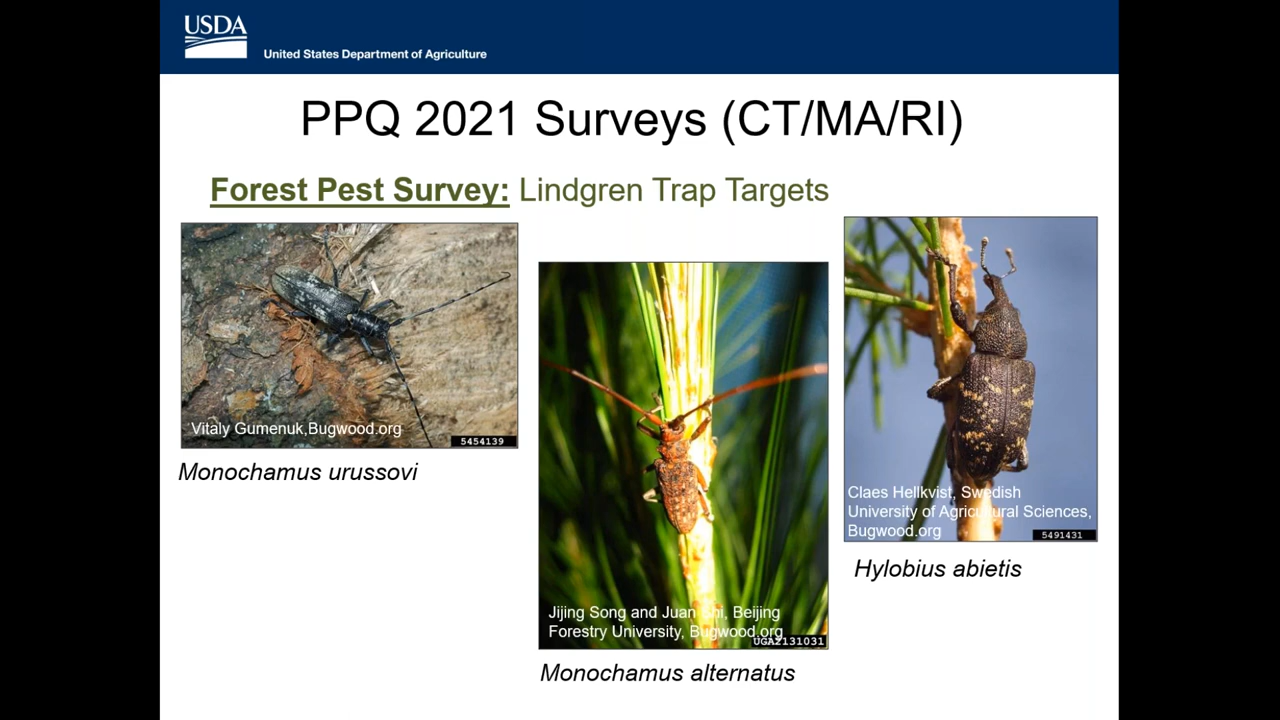 USDA
United States Department of Agriculture
PPQ 2021 Surveys (CT/MA/RI)
Forest Pest Survey: Lindgren Trap Targets
Vitaly Gumenuk,Bugwood.org
5454139
Monochamus urussovi
Jijing Song and Juan Shi, Beijing
Forestry University, Bugwood.org
UGA2131031
Monochamus alternatus
Claes Hellkvist, Swedish
University of Agricultural Sciences,
Bugwood.org
5491431
Hylobius abietis